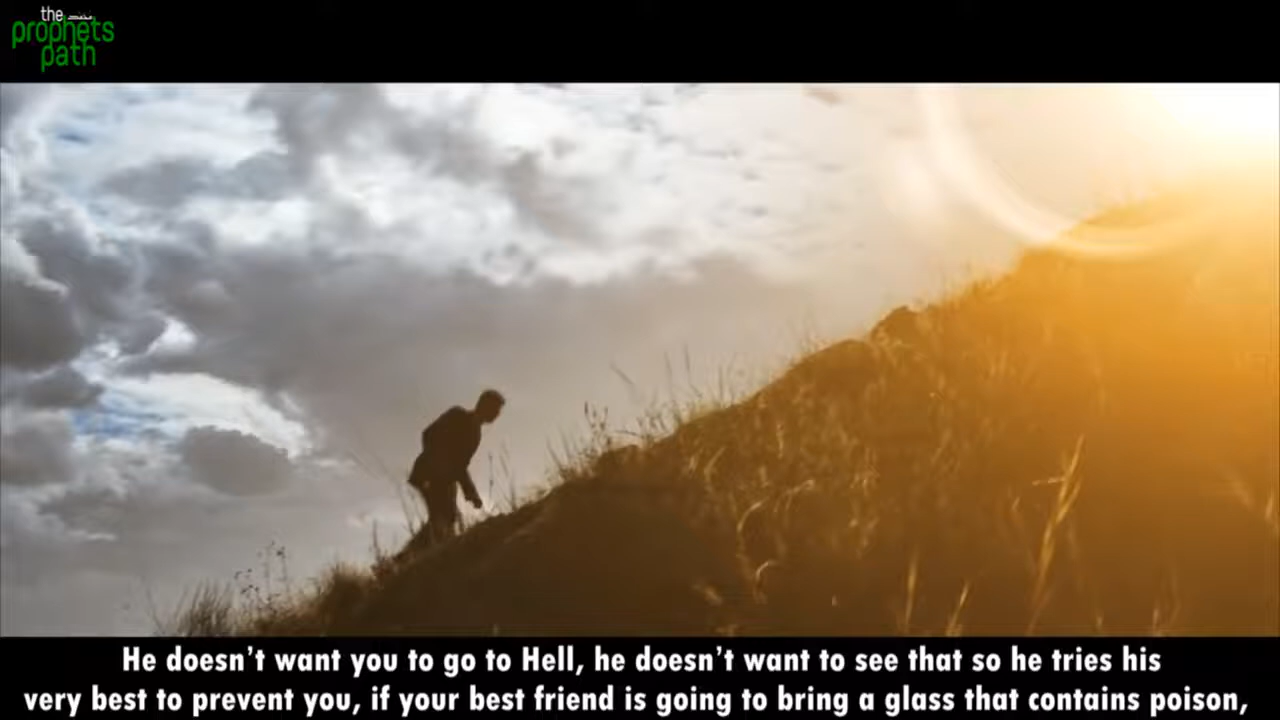 the
prophets
path
He doesn’t want you to go to Hell, he doesn’t want to see that so he tries his
very best to prevent you, if your best friend is going to bring a glass that contains poison,